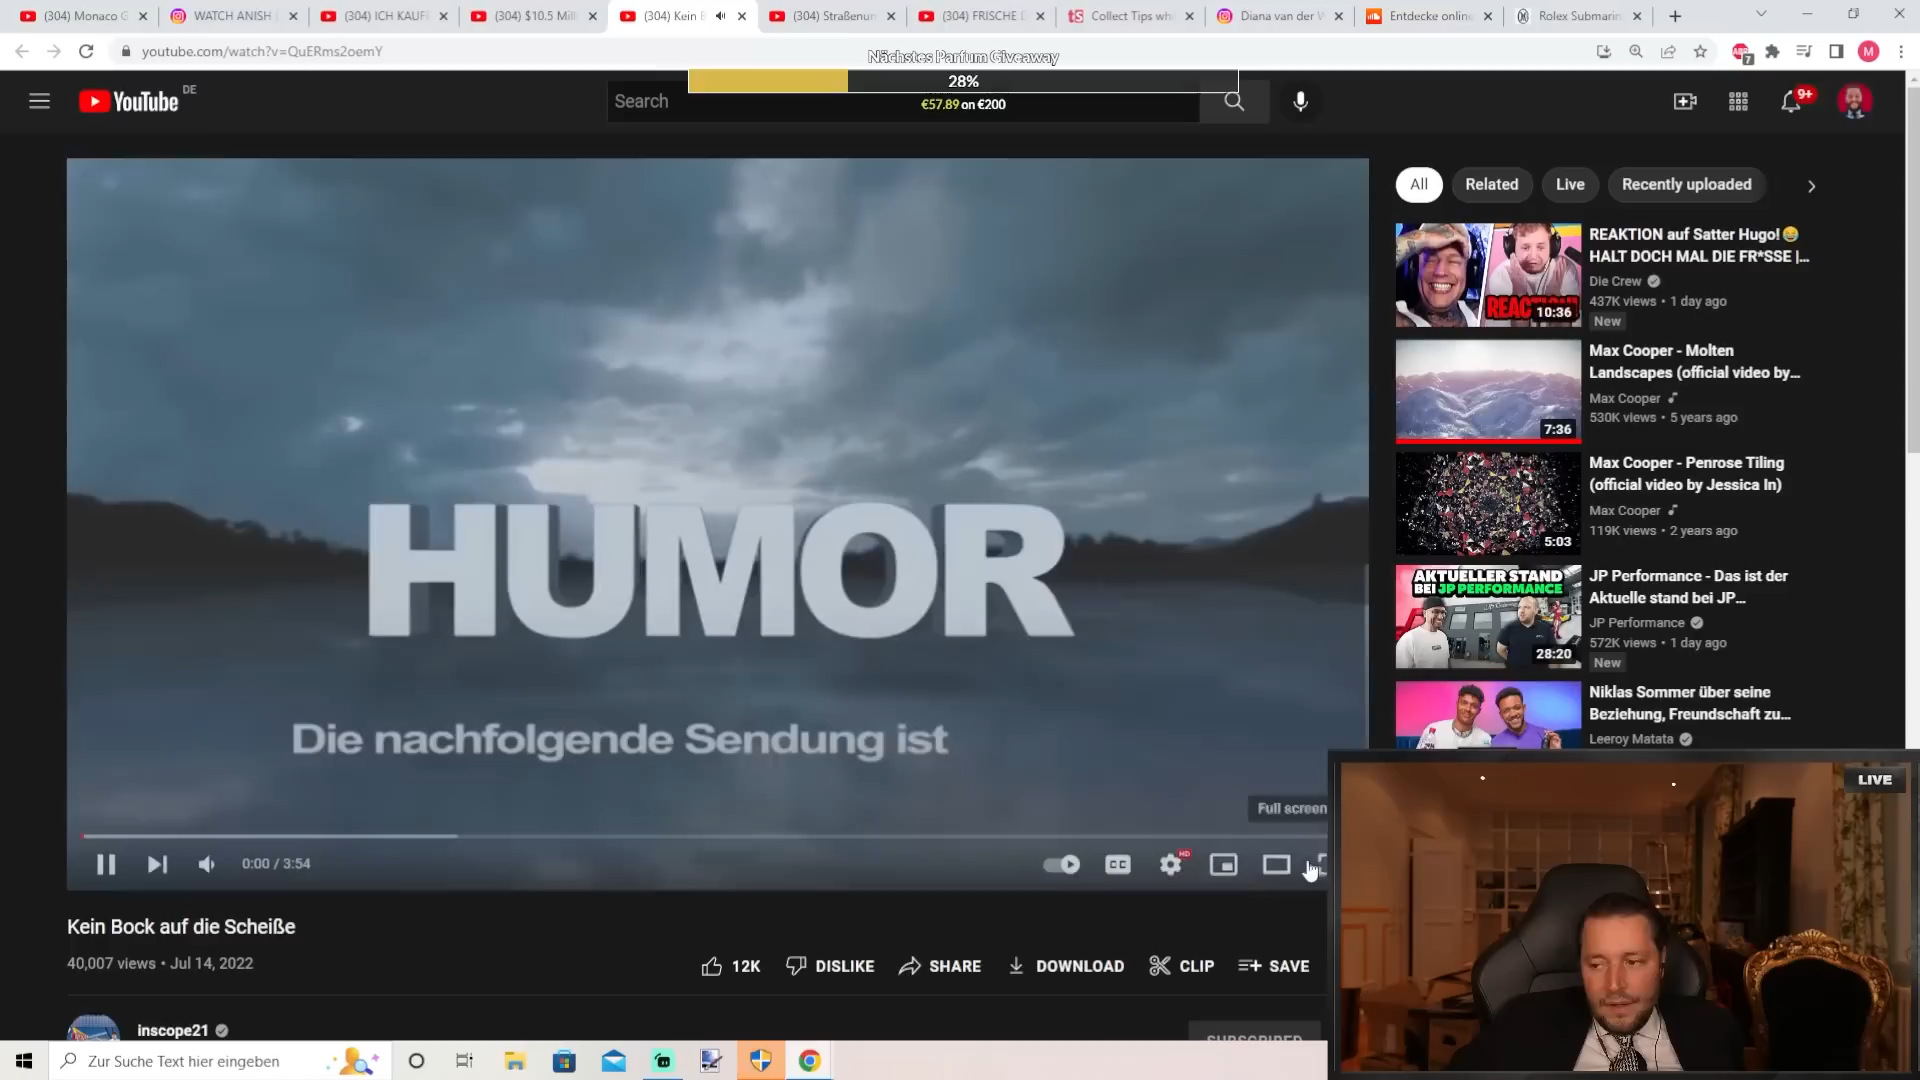 (304) Monaco G
WATCH ANISH
(304) ICH KAUF
(304) $10.5 Mill
(304) Kein B
(304) Straßenum
(304) FRISCHE
Collect Tips wh
Diana van der W
Entdecke online
Rolex Submarin
youtube.com/watch?v=QuERms2oemY
Nächstes Parfum Giveaway
7
M
28%
€57.89 on €200
YouTube DE
Search
9+
HUMOR
Die nachfolgende Sendung ist
Full screen
0:00 / 3:54
CC
HD
Kein Bock auf die Scheiße
40,007 views • Jul 14, 2022
12K
DISLIKE
SHARE
DOWNLOAD
CLIP
SAVE
inscope21
SUBSCRIBED
All
Related
Live
Recently uploaded
REACTION!
10:36
REAKTION auf Satter Hugo!😂
HALT DOCH MAL DIE FR*SSE |...
Die Crew
437K views • 1 day ago
New
7:36
Max Cooper - Molten
Landscapes (official video by...
Max Cooper
530K views • 5 years ago
5:03
Max Cooper - Penrose Tiling
(official video by Jessica In)
Max Cooper
119K views • 2 years ago
AKTUELLER STAND
BEI JP PERFORMANCE
28:20
JP Performance - Das ist der
Aktuelle stand bei JP...
JP Performance
572K views • 1 day ago
New
Niklas Sommer über seine
Beziehung, Freundschaft zu...
Leeroy Matata
LIVE
Zur Suche Text hier eingeben